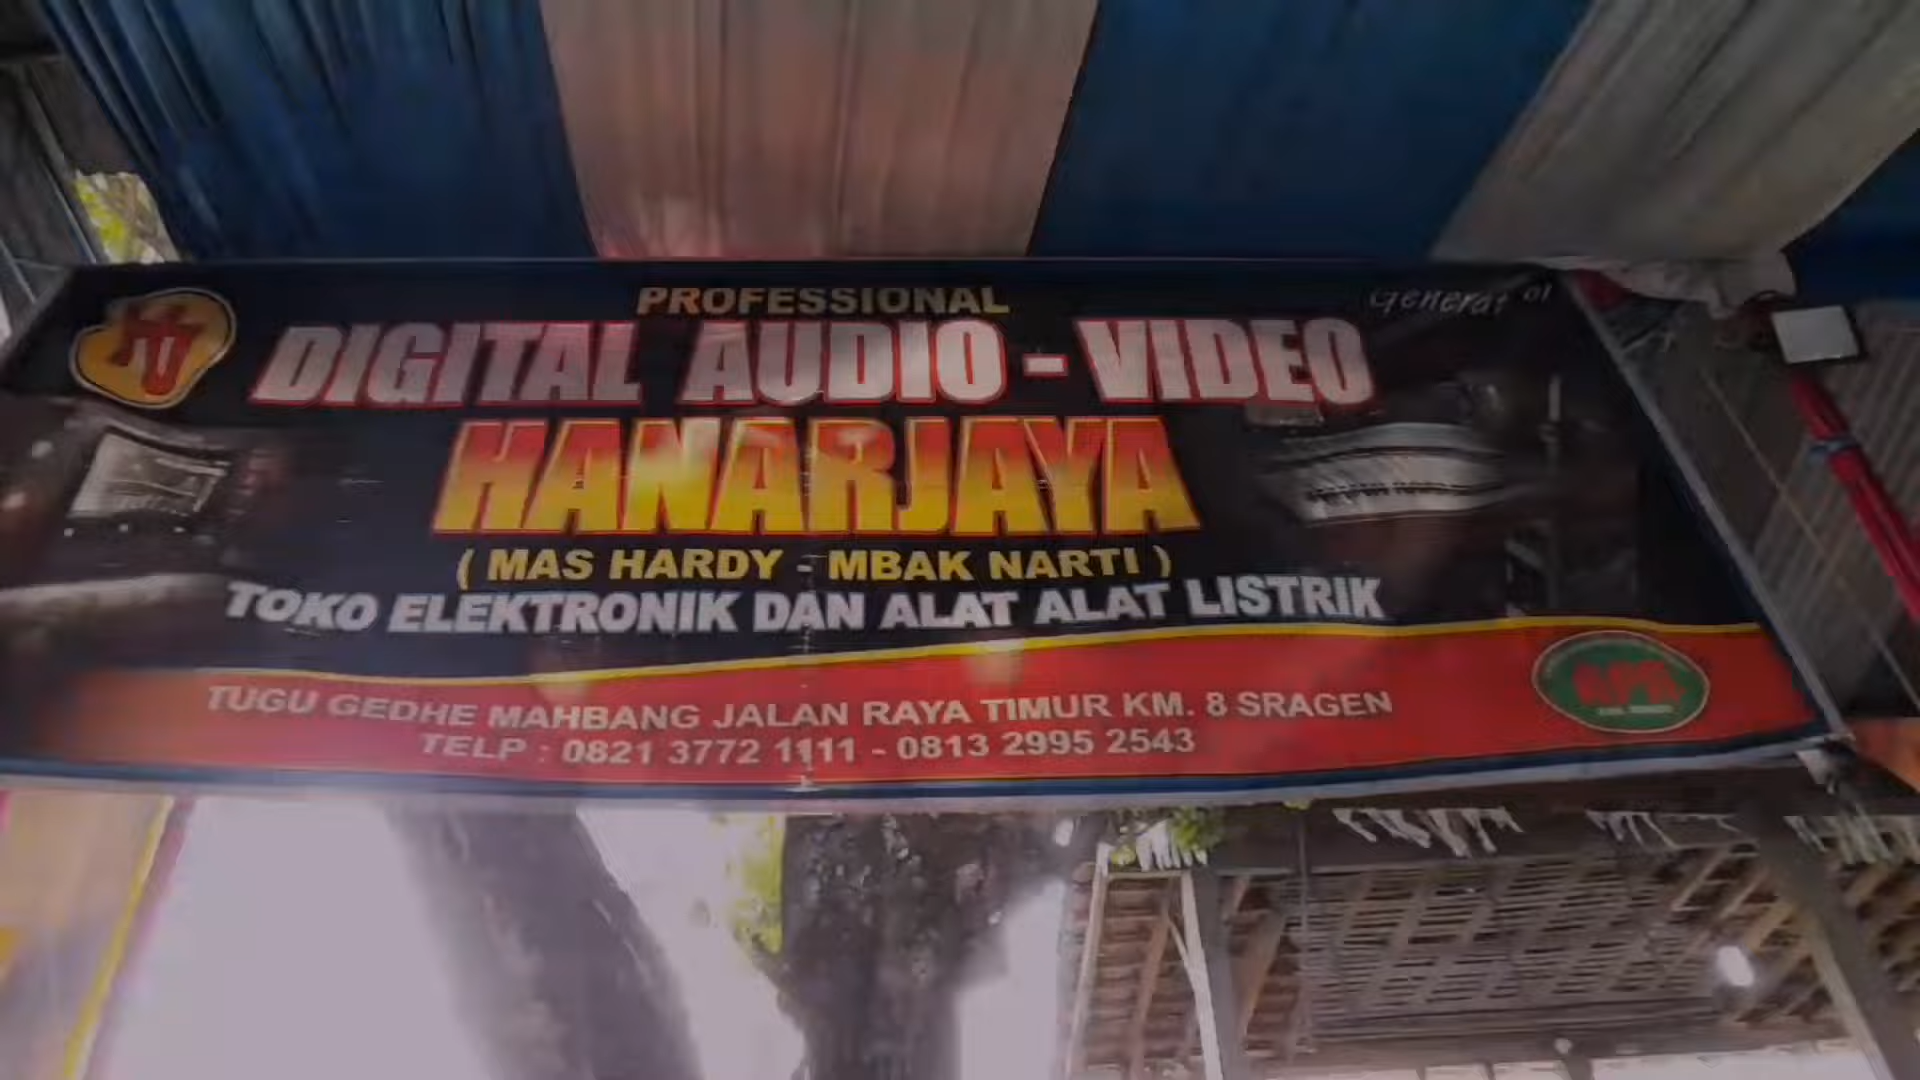 PROFESSIONAL
DIGITAL AUDIO - VIDEO
HANARJAYA
( MAS HARDY - MBAK NARTI )
TOKO ELEKTRONIK DAN ALAT ALAT LISTRIK
TUGU GEDHE MAHBANG JALAN RAYA TIMUR KM. 8 SRAGEN
TELP : 0821 3772 1111 - 0813 2995 2543